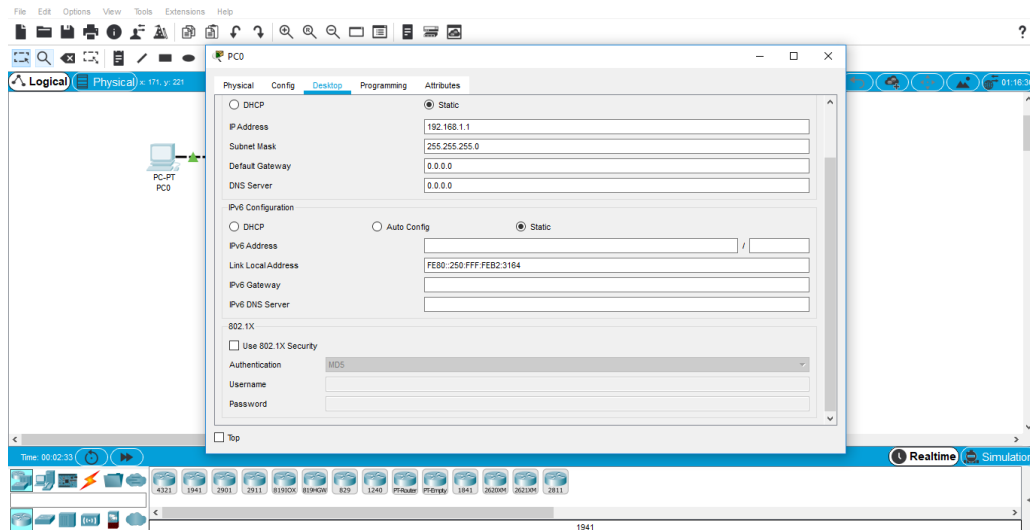 File Edit Options View Tools Extensions Help
?
PC0
Logical Physical x: 171, y: 221 01:16:30
Physical Config Desktop Programming Attributes
DHCP Static
IP Address 192.168.1.1
Subnet Mask 255.255.255.0
Default Gateway 0.0.0.0
DNS Server 0.0.0.0
PC-PT
PC0
IPv6 Configuration
DHCP Auto Config Static
IPv6 Address /
Link Local Address FE80::250:FFF:FEB2:3164
IPv6 Gateway
IPv6 DNS Server
802.1X
Use 802.1X Security
Authentication MD5
Username
Password
Top
Time: 00:02:33 Realtime Simulation
4321 1941 2901 2911 819IOX 819HGW 829 1240 PT-Router PT-Empty 1841 2620XM 2621XM 2811
1941